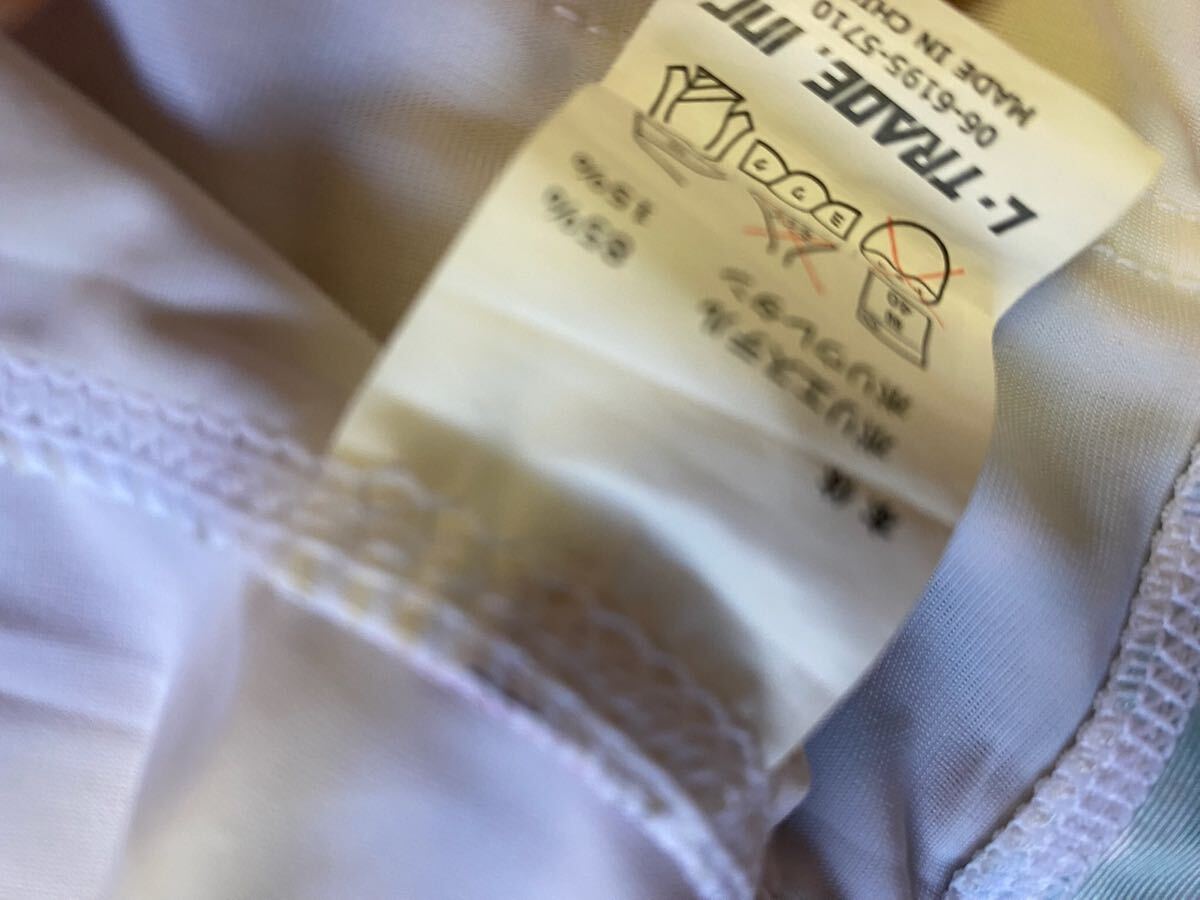 本体
ポリエステル 85%
ポリウレタン 15%
40
L・TRADE, INC
06-6195-5710
MADE IN CHI